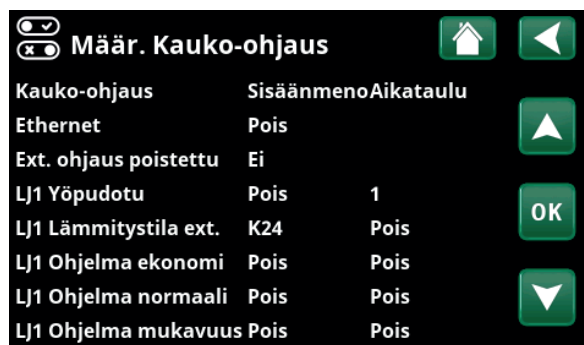 Määr. Kauko-ohjaus
Kauko-ohjaus SisäänmenoAikataulu
Ethernet Pois
Ext. ohjaus poistettu Ei
LJ1 Yöpudotu Pois 1
LJ1 Lämmitystila ext. K24 Pois
OK
LJ1 Ohjelma ekonomi Pois Pois
LJ1 Ohjelma normaali Pois Pois
LJ1 Ohjelma mukavuus Pois Pois